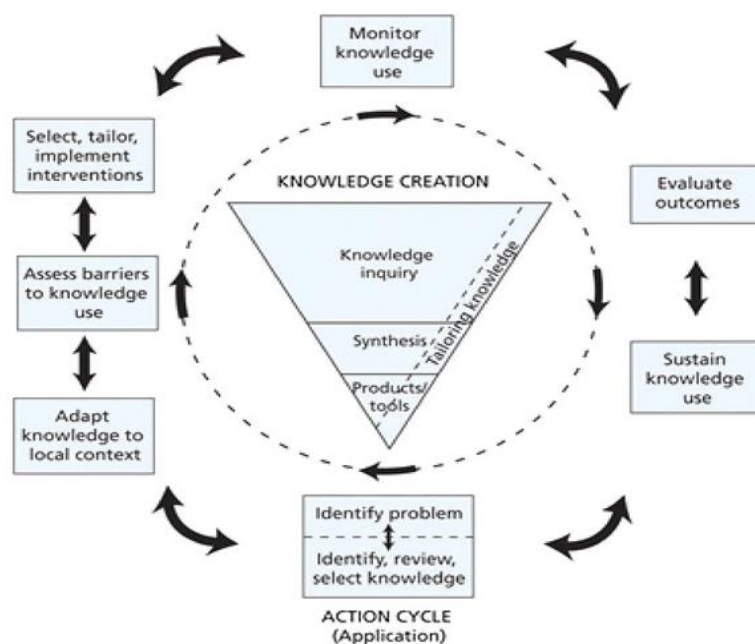 Monitor
knowledge
use
Select, tailor,
implement
interventions
KNOWLEDGE CREATION
Evaluate
outcomes
Knowledge
inquiry
Tailoring knowledge
Assess barriers
to knowledge
use
Synthesis
Sustain
knowledge
use
Products/
tools
Adapt
knowledge to
local context
Identify problem
Identify, review,
select knowledge
ACTION CYCLE
(Application)